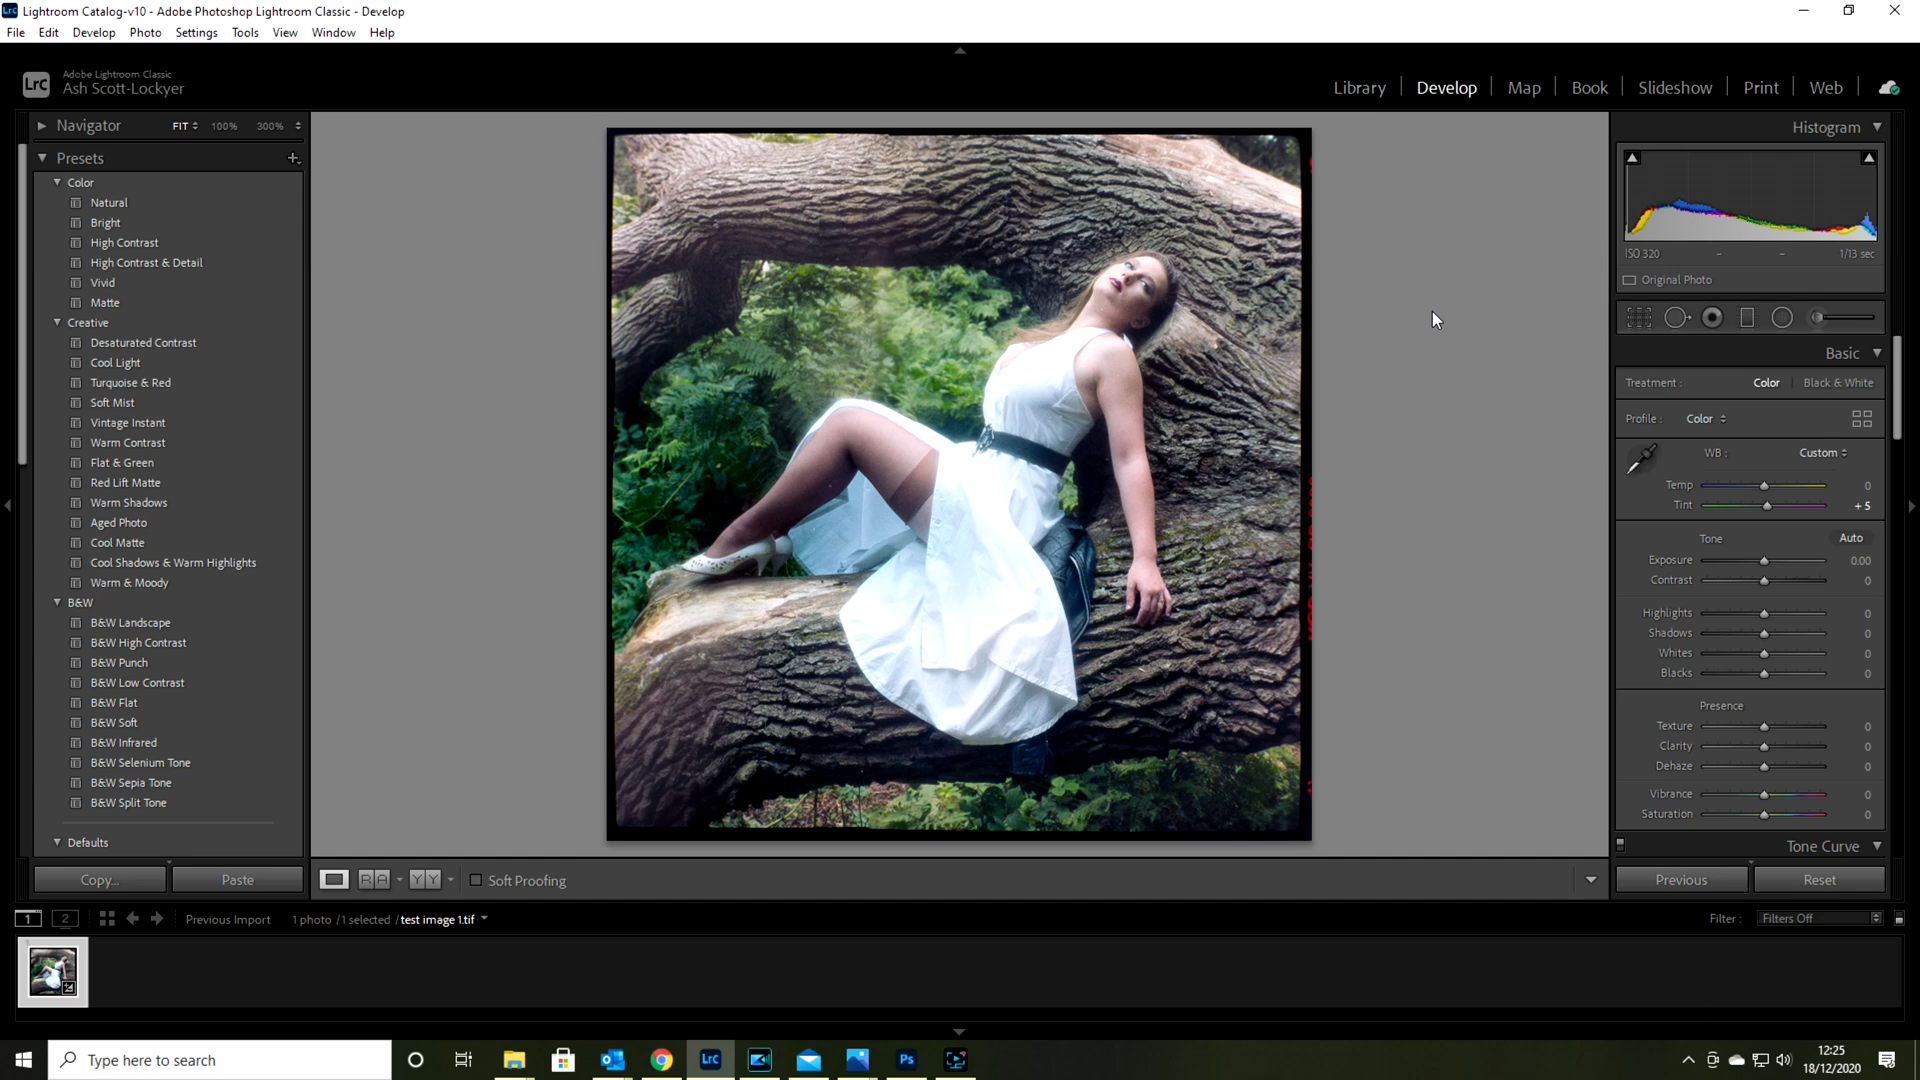 Lightroom Catalog-v10 - Adobe Photoshop Lightroom Classic - Develop
File Edit Develop Photo Settings Tools View Window Help
LrC
Adobe Lightroom Classic
Ash Scott-Lockyer
Library Develop Map Book Slideshow Print Web
Navigator FIT 100% 300%
Presets
Color
Natural
Bright
High Contrast
High Contrast & Detail
Vivid
Matte
Creative
Desaturated Contrast
Cool Light
Turquoise & Red
Soft Mist
Vintage Instant
Warm Contrast
Flat & Green
Red Lift Matte
Warm Shadows
Aged Photo
Cool Matte
Cool Shadows & Warm Highlights
Warm & Moody
B&W
B&W Landscape
B&W High Contrast
B&W Punch
B&W Low Contrast
B&W Flat
B&W Soft
B&W Infrared
B&W Selenium Tone
B&W Sepia Tone
B&W Split Tone
Defaults
Copy... Paste
Histogram
ISO 320 – – 1/13 sec
Original Photo
Basic
Treatment : Color Black & White
Profile : Color
WB : Custom
Temp 0
Tint + 5
Tone Auto
Exposure 0.00
Contrast 0
Highlights 0
Shadows 0
Whites 0
Blacks 0
Presence
Texture 0
Clarity 0
Dehaze 0
Vibrance 0
Saturation 0
Tone Curve
Previous Reset
R A Y Y Soft Proofing
1 2 Previous Import 1 photo / 1 selected / test image 1.tif
Filter : Filters Off
Type here to search
LrC
Ps
12:25
18/12/2020